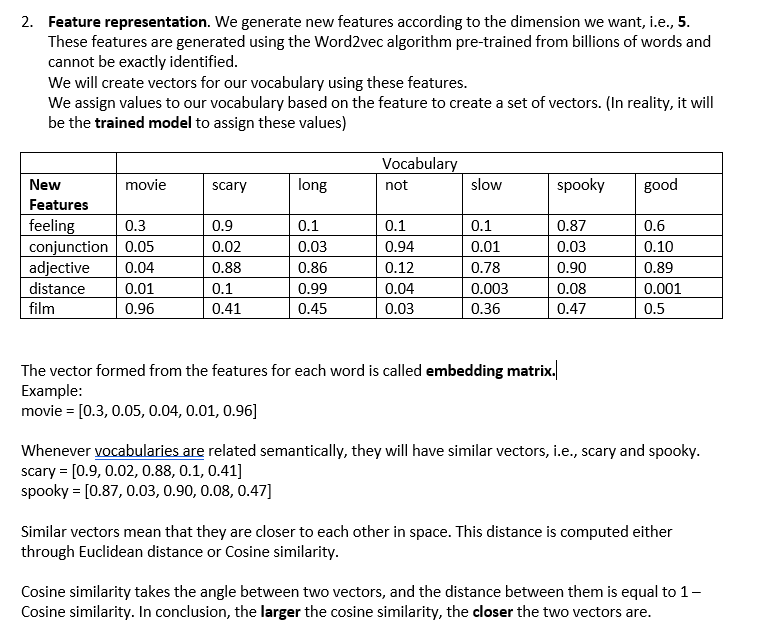 2. Feature representation. We generate new features according to the dimension we want, i.e., 5.
These features are generated using the Word2vec algorithm pre-trained from billions of words and
cannot be exactly identified.
We will create vectors for our vocabulary using these features.
We assign values to our vocabulary based on the feature to create a set of vectors. (In reality, it will
be the trained model to assign these values)
Vocabulary
New Features movie scary long not slow spooky good
feeling 0.3 0.9 0.1 0.1 0.1 0.87 0.6
conjunction 0.05 0.02 0.03 0.94 0.01 0.03 0.10
adjective 0.04 0.88 0.86 0.12 0.78 0.90 0.89
distance 0.01 0.1 0.99 0.04 0.003 0.08 0.001
film 0.96 0.41 0.45 0.03 0.36 0.47 0.5
The vector formed from the features for each word is called embedding matrix.
Example:
movie = [0.3, 0.05, 0.04, 0.01, 0.96]
Whenever vocabularies are related semantically, they will have similar vectors, i.e., scary and spooky.
scary = [0.9, 0.02, 0.88, 0.1, 0.41]
spooky = [0.87, 0.03, 0.90, 0.08, 0.47]
Similar vectors mean that they are closer to each other in space. This distance is computed either
through Euclidean distance or Cosine similarity.
Cosine similarity takes the angle between two vectors, and the distance between them is equal to 1 –
Cosine similarity. In conclusion, the larger the cosine similarity, the closer the two vectors are.